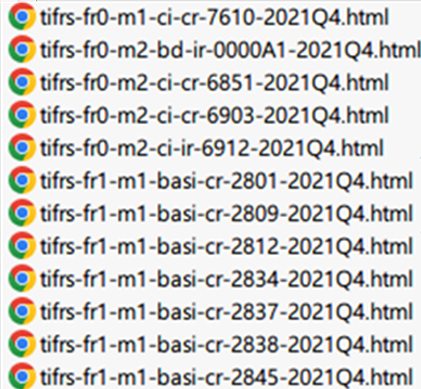 tifrs-fr0-m1-ci-cr-7610-2021Q4.html
tifrs-fr0-m2-bd-ir-0000A1-2021Q4.html
tifrs-fr0-m2-ci-cr-6851-2021Q4.html
tifrs-fr0-m2-ci-cr-6903-2021Q4.html
tifrs-fr0-m2-ci-ir-6912-2021Q4.html
tifrs-fr1-m1-basi-cr-2801-2021Q4.html
tifrs-fr1-m1-basi-cr-2809-2021Q4.html
tifrs-fr1-m1-basi-cr-2812-2021Q4.html
tifrs-fr1-m1-basi-cr-2834-2021Q4.html
tifrs-fr1-m1-basi-cr-2837-2021Q4.html
tifrs-fr1-m1-basi-cr-2838-2021Q4.html
tifrs-fr1-m1-basi-cr-2845-2021Q4.html